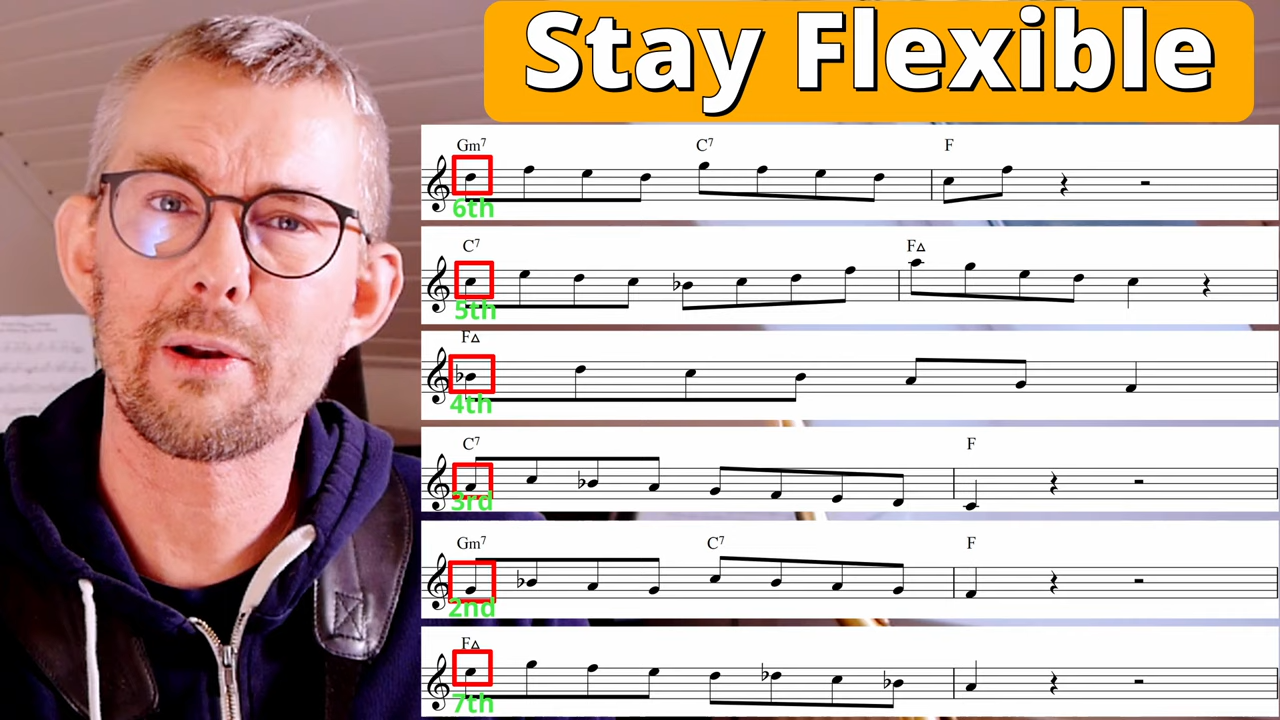 Stay Flexible
Gm7 C7 F
6th
C7 F△
5th
F△
4th
C7 F
3rd
Gm7 C7 F
2nd
F△
7th